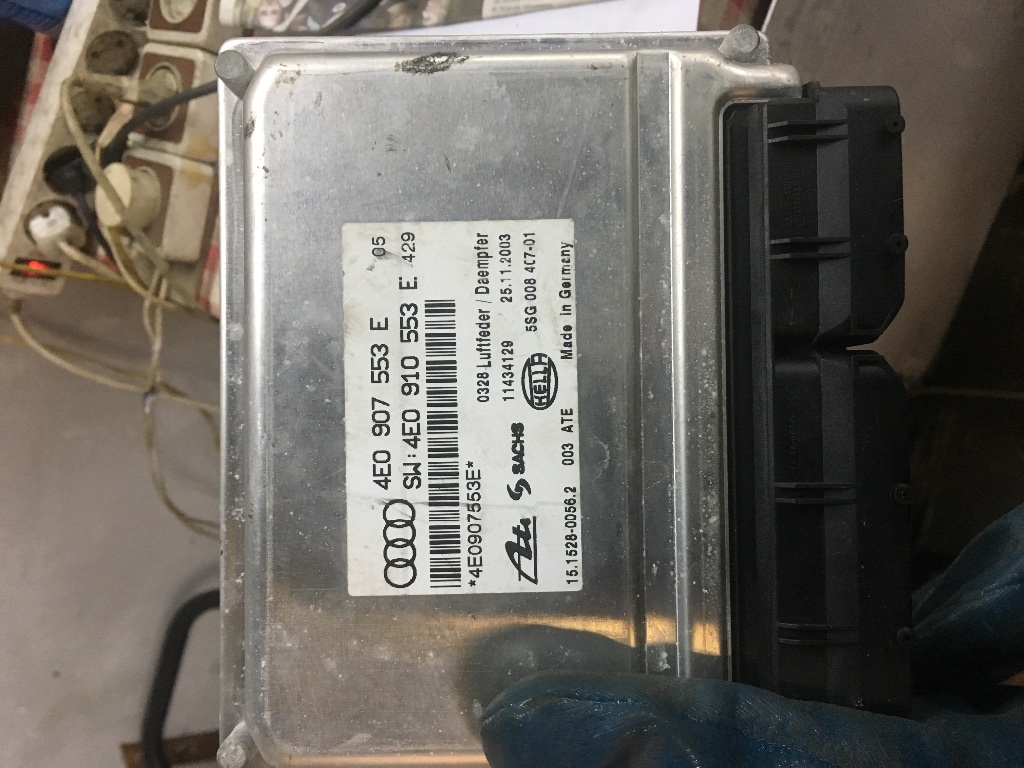 4E0 907 553 E 05
SW:4E0 910 553 E 429
*4E0907553E*
0328-Luftfeder / Daempfer
11434129 25.11.2003
Ate SACHS HELLA 5SG 008 407-01
15.1528-0056.2 003 ATE Made in Germany